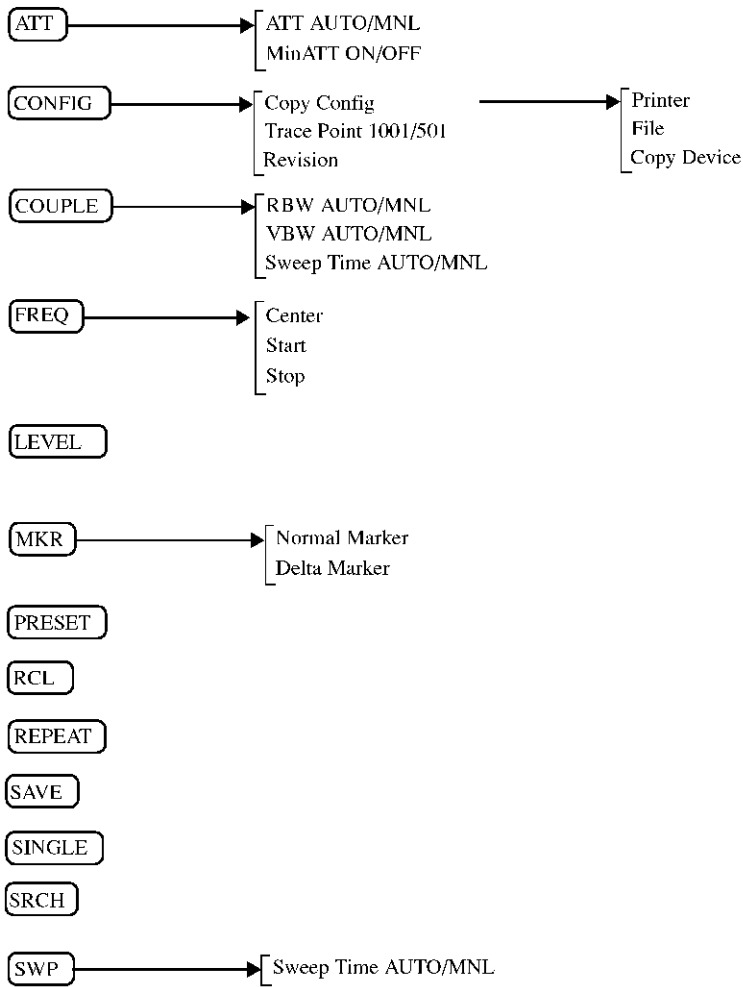 ATT
ATT AUTO/MNL
MinATT ON/OFF
CONFIG
Copy Config
Trace Point 1001/501
Revision
Printer
File
Copy Device
COUPLE
RBW AUTO/MNL
VBW AUTO/MNL
Sweep Time AUTO/MNL
FREQ
Center
Start
Stop
LEVEL
MKR
Normal Marker
Delta Marker
PRESET
RCL
REPEAT
SAVE
SINGLE
SRCH
SWP
Sweep Time AUTO/MNL